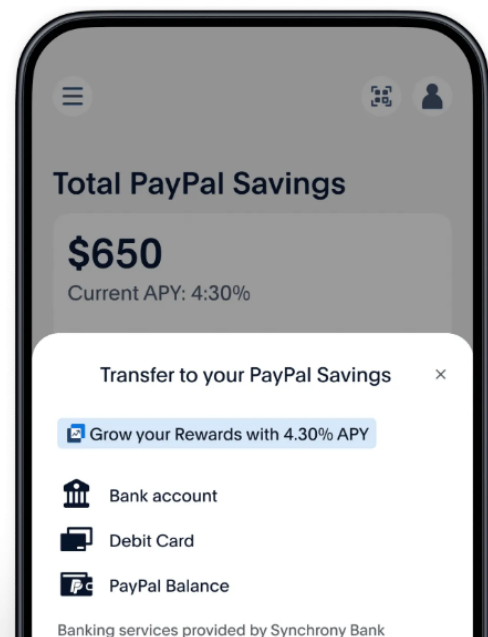 Total PayPal Savings
$650
Current APY: 4:30%
Transfer to your PayPal Savings
×
Grow your Rewards with 4.30% APY
Bank account
Debit Card
PayPal Balance
Banking services provided by Synchrony Bank